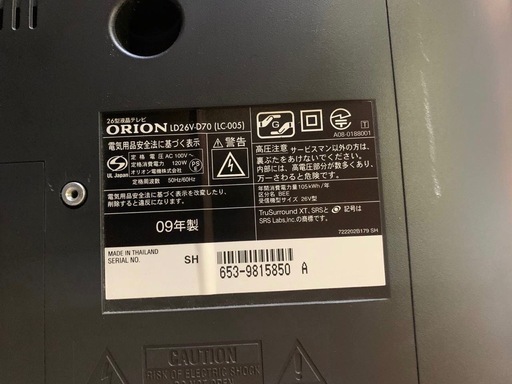 26型液晶テレビ
ORION LD26V-D70 (LC-005)
電気用品安全法に基づく表示
定格電圧 AC 100V~
定格消費電力 120W
オリオン電機株式会社
定格周波数 50Hz/60Hz
UL Japan
PS E
電気用品安全法に基づく表示を改変したり、
削除すると違反になります。
09年製
警告
A08-0188001
高圧注意 サービスマン以外の方は、
裏ぶたをあけないでください。
内部には、高電圧部分が数多くあり、
万一さわると危険です。
年間消費電力量 105kWh/年
区分名 BEE
受信機型サイズ 26V型
TruSurround XT, SRSと 記号は
SRS Labs,Inc.の商標です。
722202B179 SH
MADE IN THAILAND
SERIAL NO.
SH
653-9815850 A
CAUTION
RISK OF ELECTRIC SHOCK